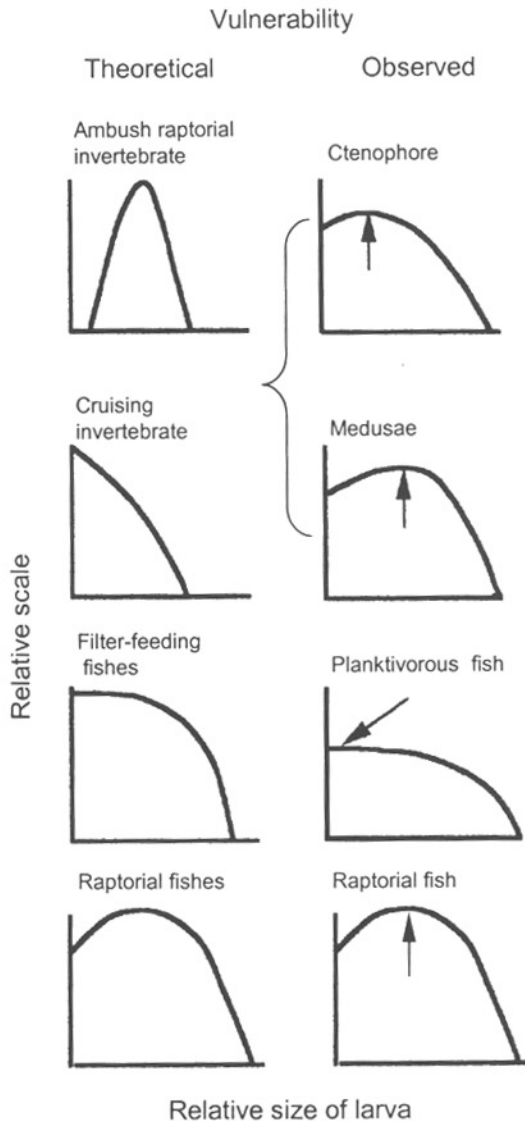 Vulnerability
Theoretical
Observed
Ambush raptorial
invertebrate
Ctenophore
Cruising
invertebrate
Medusae
Filter-feeding
fishes
Planktivorous fish
Raptorial fishes
Raptorial fish
Relative scale
Relative size of larva